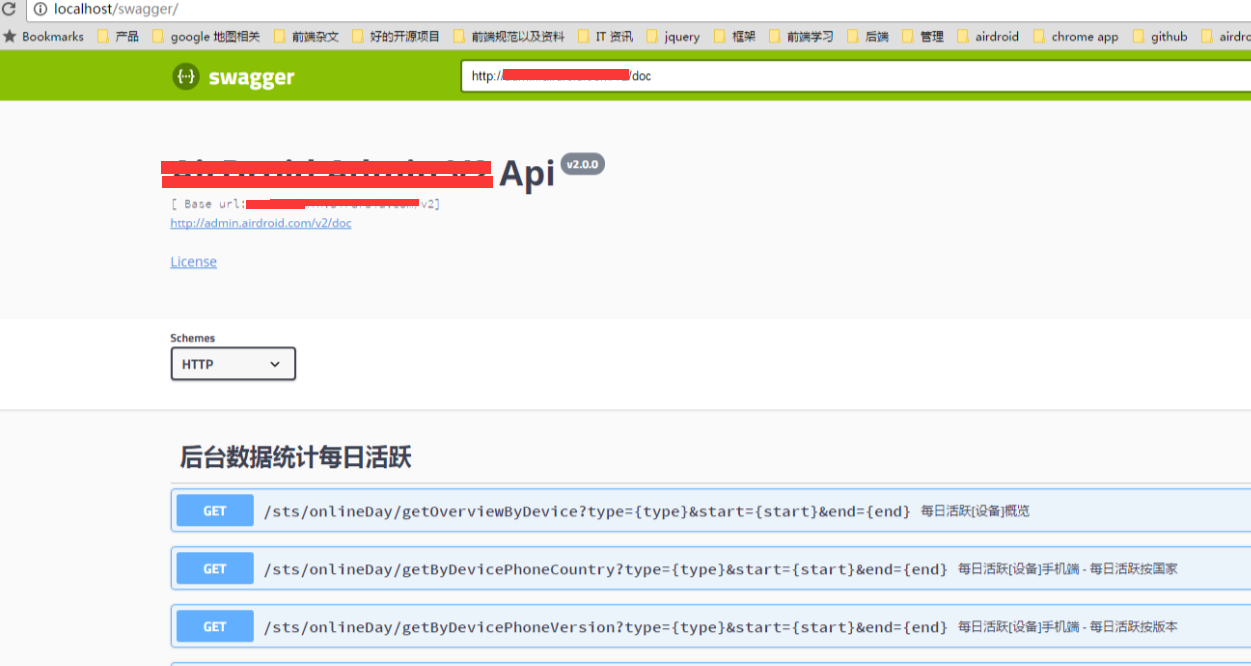 localhost/swagger/
Bookmarks 产品 google 地图相关 前端杂文 好的开源项目 前端规范以及资料 IT 资讯 jquery 框架 前端学习 后端 管理 airdroid chrome app github airdro
{··} swagger http:// /doc
Api v2.0.0
[ Base url: v2]
http://admin.airdroid.com/v2/doc
License
Schemes
HTTP
后台数据统计每日活跃
GET /sts/onlineDay/getOverviewByDevice?type={type}&start={start}&end={end} 每日活跃[设备]概览
GET /sts/onlineDay/getByDevicePhoneCountry?type={type}&start={start}&end={end} 每日活跃[设备]手机端 - 每日活跃按国家
GET /sts/onlineDay/getByDevicePhoneVersion?type={type}&start={start}&end={end} 每日活跃[设备]手机端 - 每日活跃按版本